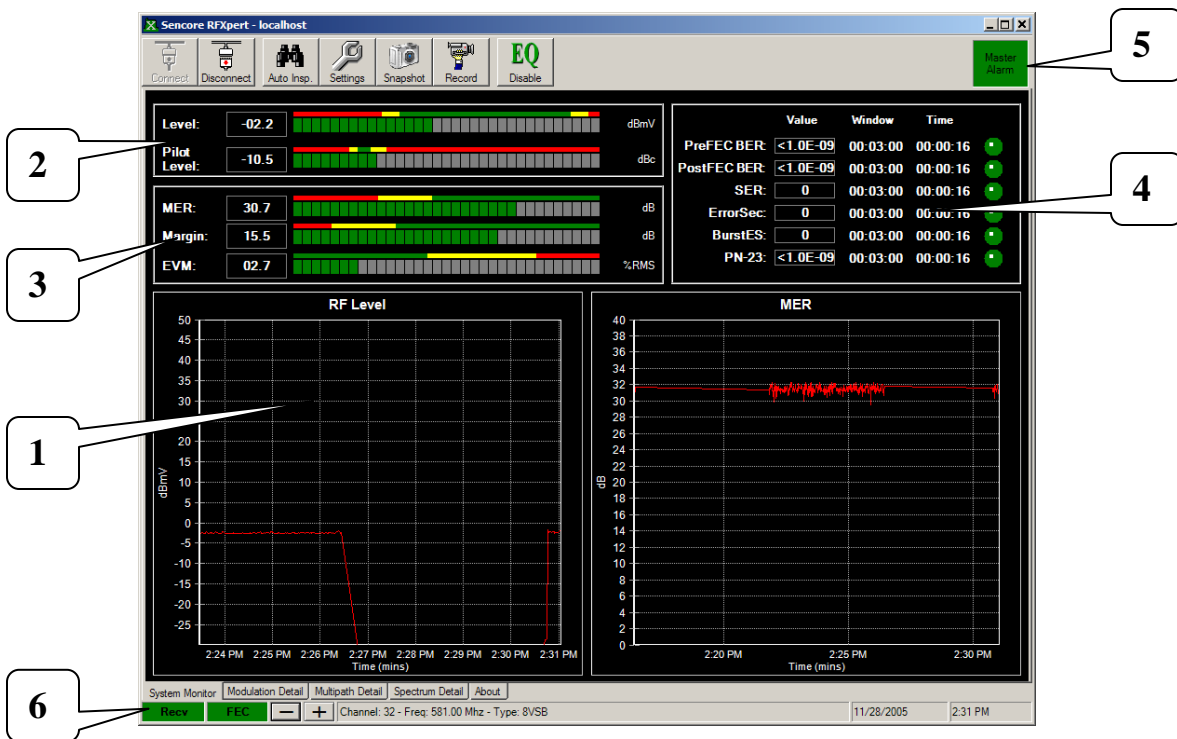 Sencore RFXpert - localhost
Connect Disconnect Auto Insp. Settings Snapshot Record EQ Disable
Master Alarm
5
2
Level: -02.2 dBmV
Pilot Level: -10.5 dBc
Value Window Time
PreFEC BER: <1.0E-09 00:03:00 00:00:16
PostFEC BER: <1.0E-09 00:03:00 00:00:16
SER: 0 00:03:00 00:00:16
ErrorSec: 0 00:03:00 00:00:16
BurstES: 0 00:03:00 00:00:16
PN-23: <1.0E-09 00:03:00 00:00:16
4
3
MER: 30.7 dB
Margin: 15.5 dB
EVM: 02.7 %RMS
1
RF Level
50
45
40
35
30
20
15
10
5
0
-5
-10
-15
-20
-25
dBmV
2:24 PM 2:25 PM 2:26 PM 2:27 PM 2:28 PM 2:29 PM 2:30 PM 2:31 PM
Time (mins)
MER
40
38
36
34
32
30
28
26
24
22
20
18
16
14
12
10
8
6
4
2
0
dB
2:20 PM 2:25 PM 2:30 PM
Time (mins)
System Monitor Modulation Detail Multipath Detail Spectrum Detail About
6
Recv FEC − + Channel: 32 - Freq: 581.00 Mhz - Type: 8VSB 11/28/2005 2:31 PM